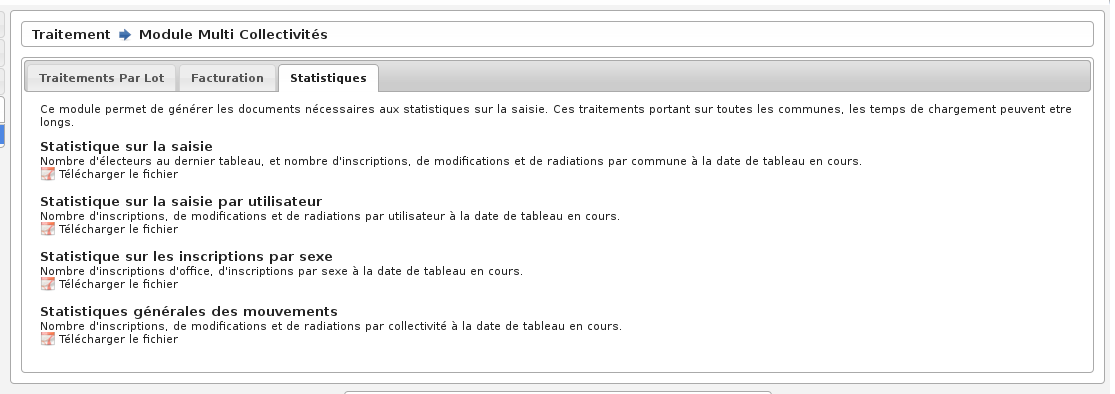 Traitement Module Multi Collectivités
Traitements Par Lot Facturation Statistiques
Ce module permet de générer les documents nécessaires aux statistiques sur la saisie. Ces traitements portant sur toutes les communes, les temps de chargement peuvent etre
longs.
Statistique sur la saisie
Nombre d'électeurs au dernier tableau, et nombre d'inscriptions, de modifications et de radiations par commune à la date de tableau en cours.
Télécharger le fichier
Statistique sur la saisie par utilisateur
Nombre d'inscriptions, de modifications et de radiations par utilisateur à la date de tableau en cours.
Télécharger le fichier
Statistique sur les inscriptions par sexe
Nombre d'inscriptions d'office, d'inscriptions par sexe à la date de tableau en cours.
Télécharger le fichier
Statistiques générales des mouvements
Nombre d'inscriptions, de modifications et de radiations par collectivité à la date de tableau en cours.
Télécharger le fichier